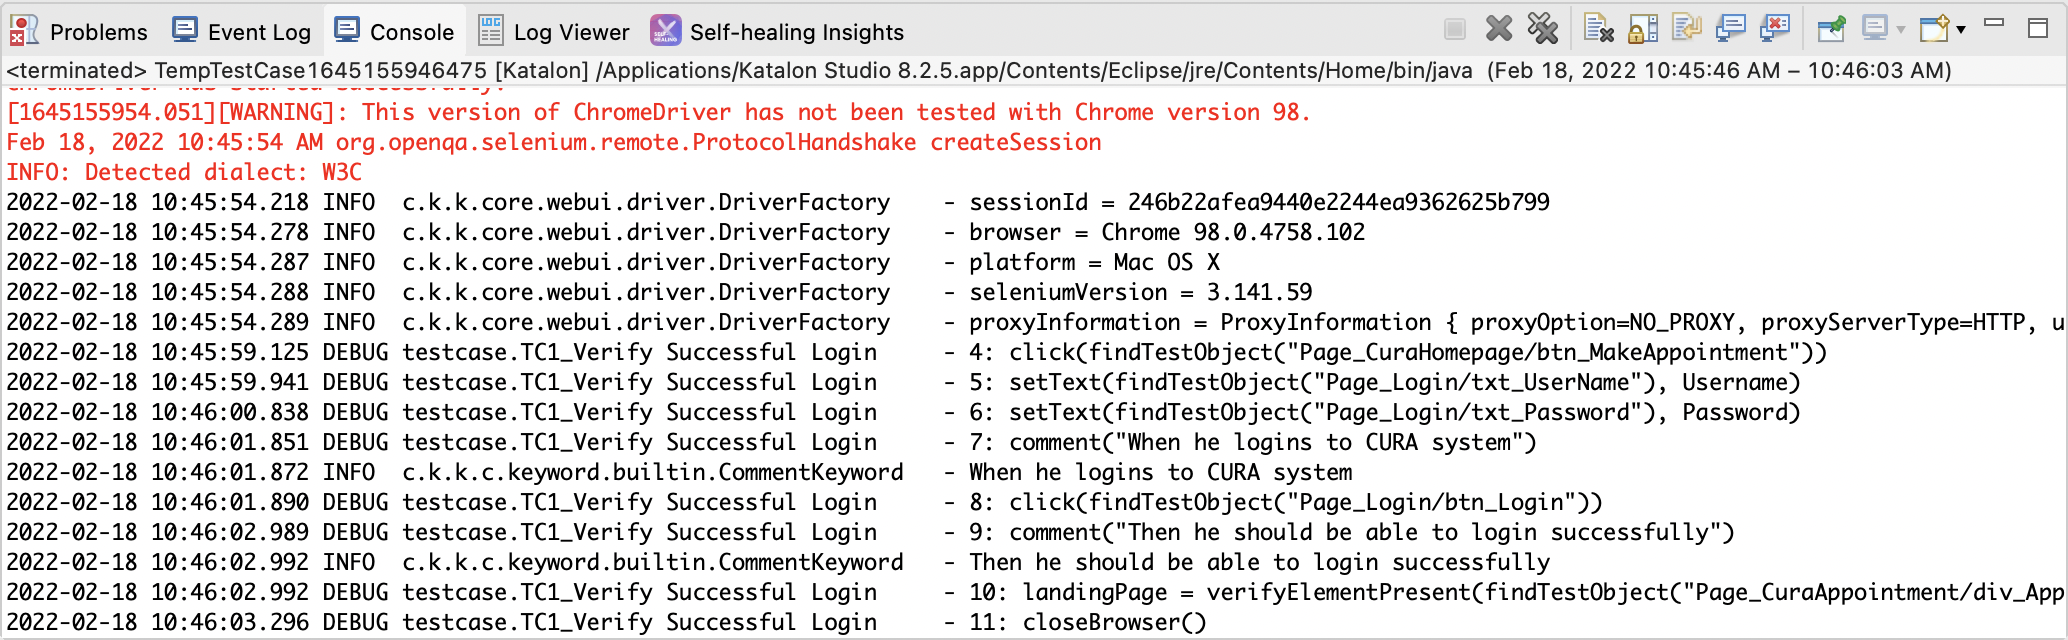 Problems Event Log Console Log Viewer Self-healing Insights
<terminated> TempTestCase1645155946475 [Katalon] /Applications/Katalon Studio 8.2.5.app/Contents/Eclipse/jre/Contents/Home/bin/java (Feb 18, 2022 10:45:46 AM – 10:46:03 AM)
ChromeDriver was started successfully.
[1645155954.051][WARNING]: This version of ChromeDriver has not been tested with Chrome version 98.
Feb 18, 2022 10:45:54 AM org.openqa.selenium.remote.ProtocolHandshake createSession
INFO: Detected dialect: W3C
2022-02-18 10:45:54.218 INFO c.k.k.core.webui.driver.DriverFactory - sessionId = 246b22afea9440e2244ea9362625b799
2022-02-18 10:45:54.278 INFO c.k.k.core.webui.driver.DriverFactory - browser = Chrome 98.0.4758.102
2022-02-18 10:45:54.287 INFO c.k.k.core.webui.driver.DriverFactory - platform = Mac OS X
2022-02-18 10:45:54.288 INFO c.k.k.core.webui.driver.DriverFactory - seleniumVersion = 3.141.59
2022-02-18 10:45:54.289 INFO c.k.k.core.webui.driver.DriverFactory - proxyInformation = ProxyInformation { proxyOption=NO_PROXY, proxyServerType=HTTP, u
2022-02-18 10:45:59.125 DEBUG testcase.TC1_Verify Successful Login - 4: click(findTestObject("Page_CuraHomepage/btn_MakeAppointment"))
2022-02-18 10:45:59.941 DEBUG testcase.TC1_Verify Successful Login - 5: setText(findTestObject("Page_Login/txt_UserName"), Username)
2022-02-18 10:46:00.838 DEBUG testcase.TC1_Verify Successful Login - 6: setText(findTestObject("Page_Login/txt_Password"), Password)
2022-02-18 10:46:01.851 DEBUG testcase.TC1_Verify Successful Login - 7: comment("When he logins to CURA system")
2022-02-18 10:46:01.872 INFO c.k.k.c.keyword.builtin.CommentKeyword - When he logins to CURA system
2022-02-18 10:46:01.890 DEBUG testcase.TC1_Verify Successful Login - 8: click(findTestObject("Page_Login/btn_Login"))
2022-02-18 10:46:02.989 DEBUG testcase.TC1_Verify Successful Login - 9: comment("Then he should be able to login successfully")
2022-02-18 10:46:02.992 INFO c.k.k.c.keyword.builtin.CommentKeyword - Then he should be able to login successfully
2022-02-18 10:46:02.992 DEBUG testcase.TC1_Verify Successful Login - 10: landingPage = verifyElementPresent(findTestObject("Page_CuraAppointment/div_App
2022-02-18 10:46:03.296 DEBUG testcase.TC1_Verify Successful Login - 11: closeBrowser()